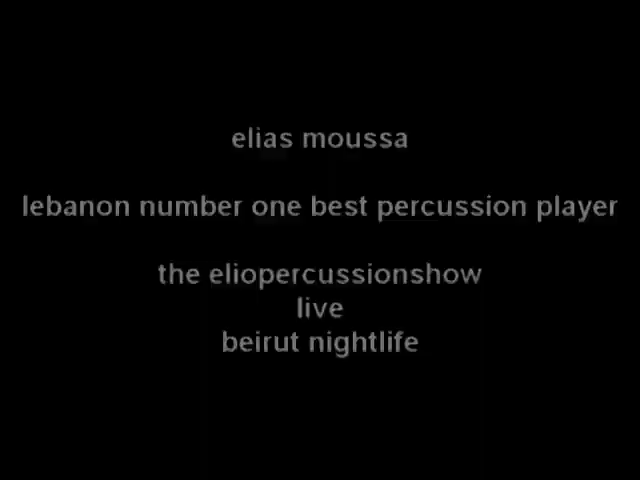 elias moussa
lebanon number one best percussion player
the eliopercussionshow
live
beirut nightlife